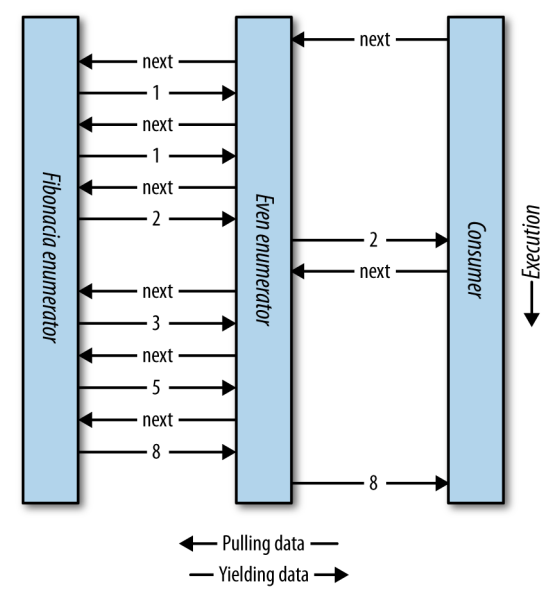 next
next
1
next
1
next
2
2
next
next
3
next
5
next
8
8
Fibonacia enumerator
Even enumerator
Consumer
Execution
Pulling data
Yielding data